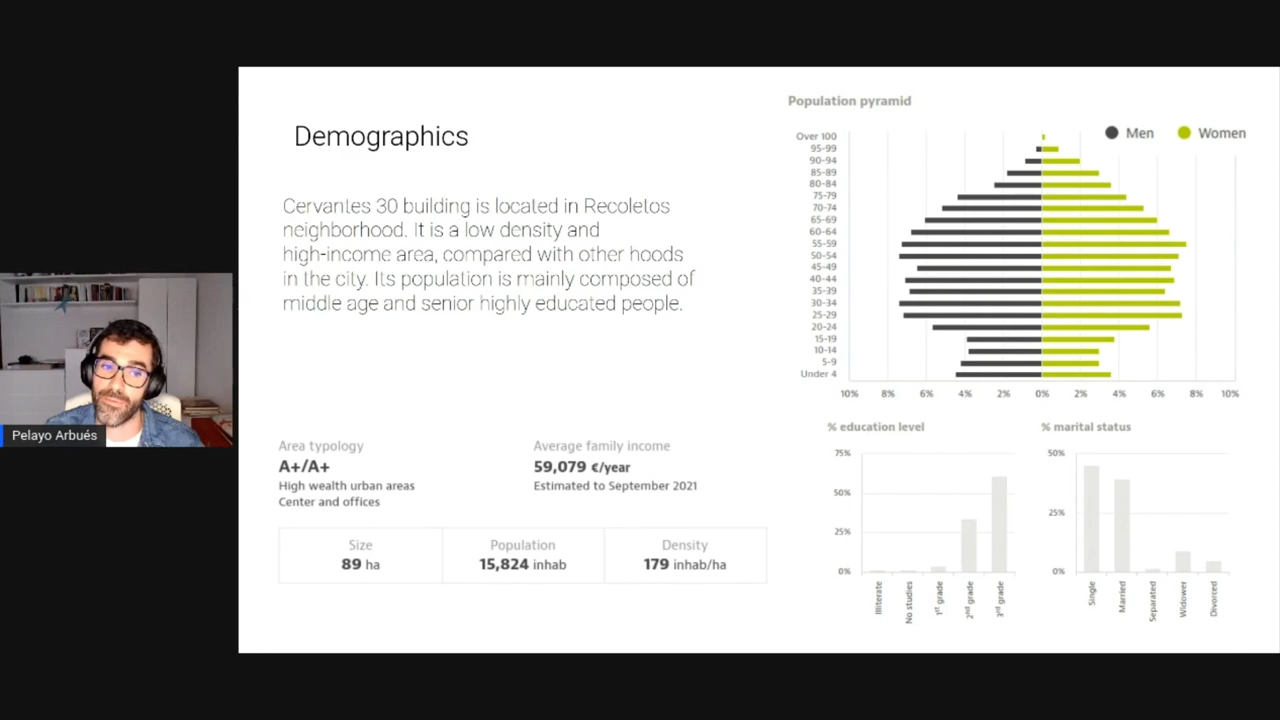 Demographics
Cervantes 30 building is located in Recoletos
neighborhood. It is a low density and
high-income area, compared with other hoods
in the city. Its population is mainly composed of
middle age and senior highly educated people.
Area typology
A+/A+
High wealth urban areas
Center and offices
Average family income
59,079 €/year
Estimated to September 2021
Size
89 ha
Population
15,824 inhab
Density
179 inhab/ha
Population pyramid
Men Women
Over 100
95-99
90-94
85-89
80-84
75-79
70-74
65-69
60-64
55-59
50-54
45-49
40-44
35-39
30-34
25-29
20-24
15-19
10-14
5-9
Under 4
10% 8% 6% 4% 2% 0% 2% 4% 6% 8% 10%
% education level
75%
50%
25%
0%
Illiterate
No studies
1st grade
2nd grade
3rd grade
% marital status
50%
25%
0%
Single
Married
Separated
Widower
Divorced
Pelayo Arbués